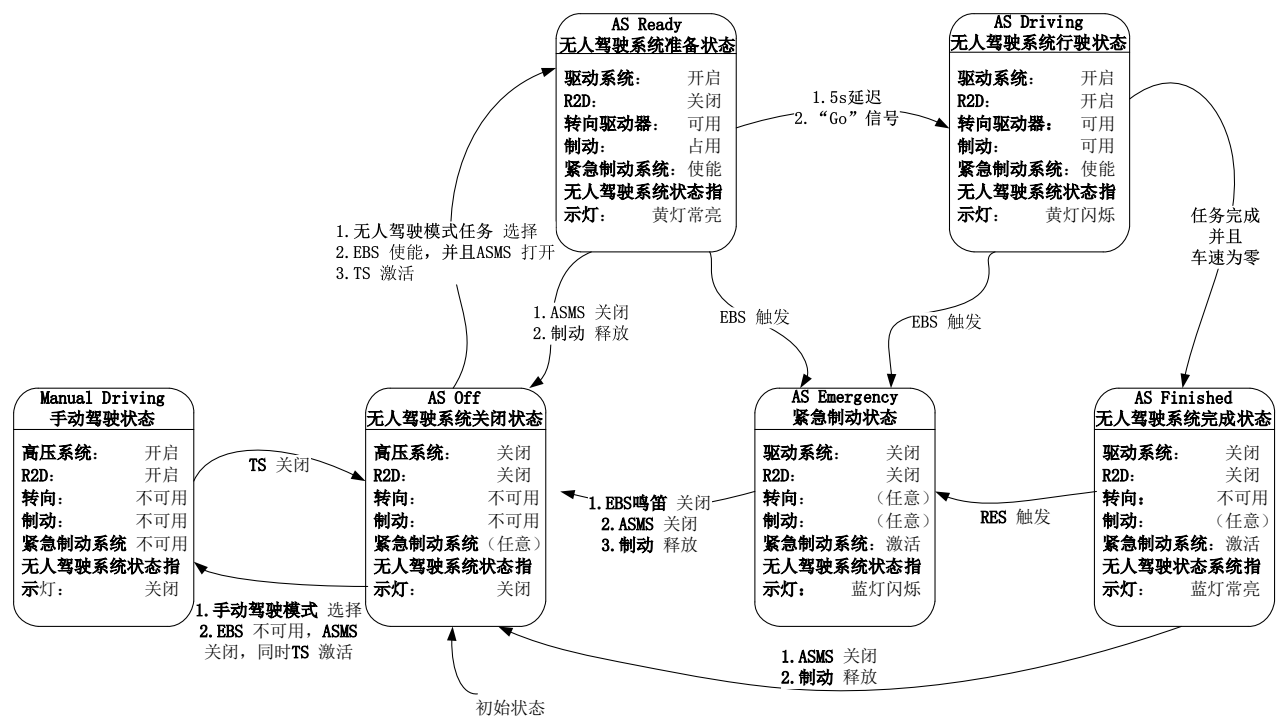 AS Ready
无人驾驶系统准备状态
驱动系统： 开启
R2D： 关闭
转向驱动器： 可用
制动： 占用
紧急制动系统：使能
无人驾驶系统状态指
示灯： 黄灯常亮
1.5s延迟
2.“Go”信号
AS Driving
无人驾驶系统行驶状态
驱动系统： 开启
R2D： 开启
转向驱动器： 可用
制动： 可用
紧急制动系统：使能
无人驾驶系统状态指
示灯： 黄灯闪烁
任务完成
并且
车速为零
1.无人驾驶模式任务 选择
2.EBS 使能，并且ASMS 打开
3.TS 激活
1.ASMS 关闭
2.制动 释放
EBS 触发
EBS 触发
Manual Driving
手动驾驶状态
高压系统： 开启
R2D： 开启
转向： 不可用
制动： 不可用
紧急制动系统 不可用
无人驾驶系统状态指
示灯： 关闭
TS 关闭
1.手动驾驶模式 选择
2.EBS 不可用，ASMS
关闭，同时TS 激活
AS Off
无人驾驶系统关闭状态
高压系统： 关闭
R2D： 关闭
转向： 不可用
制动： 不可用
紧急制动系统（任意）
无人驾驶系统状态指
示灯： 关闭
初始状态
1.EBS鸣笛 关闭
2.ASMS 关闭
3.制动 释放
AS Emergency
紧急制动状态
驱动系统： 关闭
R2D： 关闭
转向： （任意）
制动： （任意）
紧急制动系统：激活
无人驾驶系统状态指
示灯： 蓝灯闪烁
RES 触发
AS Finished
无人驾驶系统完成状态
驱动系统： 关闭
R2D： 关闭
转向： 不可用
制动： （任意）
紧急制动系统：激活
无人驾驶状态系统指
示灯： 蓝灯常亮
1.ASMS 关闭
2.制动 释放